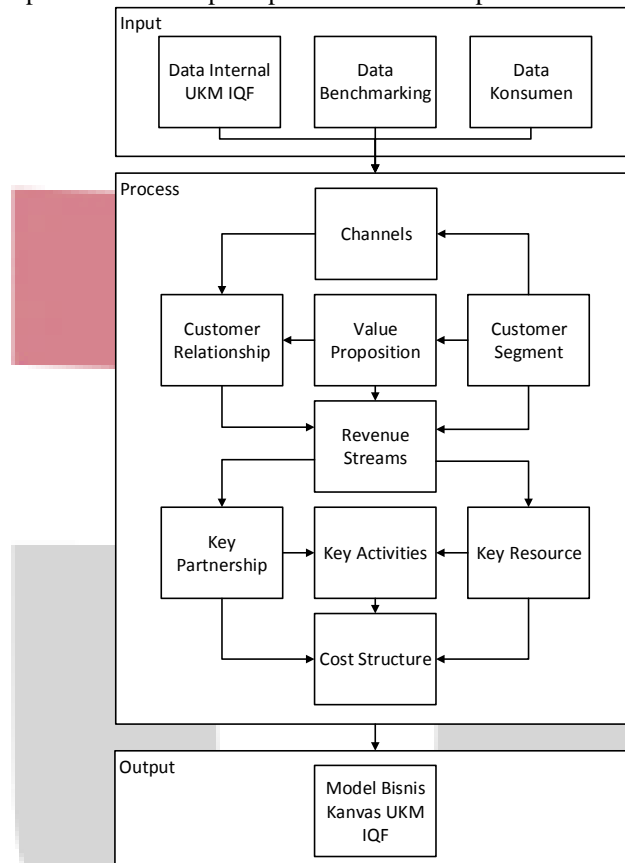 Input
Data Internal
UKM IQF
Data
Benchmarking
Data
Konsumen
Process
Channels
Customer
Relationship
Value
Proposition
Customer
Segment
Revenue
Streams
Key
Partnership
Key Activities
Key Resource
Cost Structure
Output
Model Bisnis
Kanvas UKM
IQF